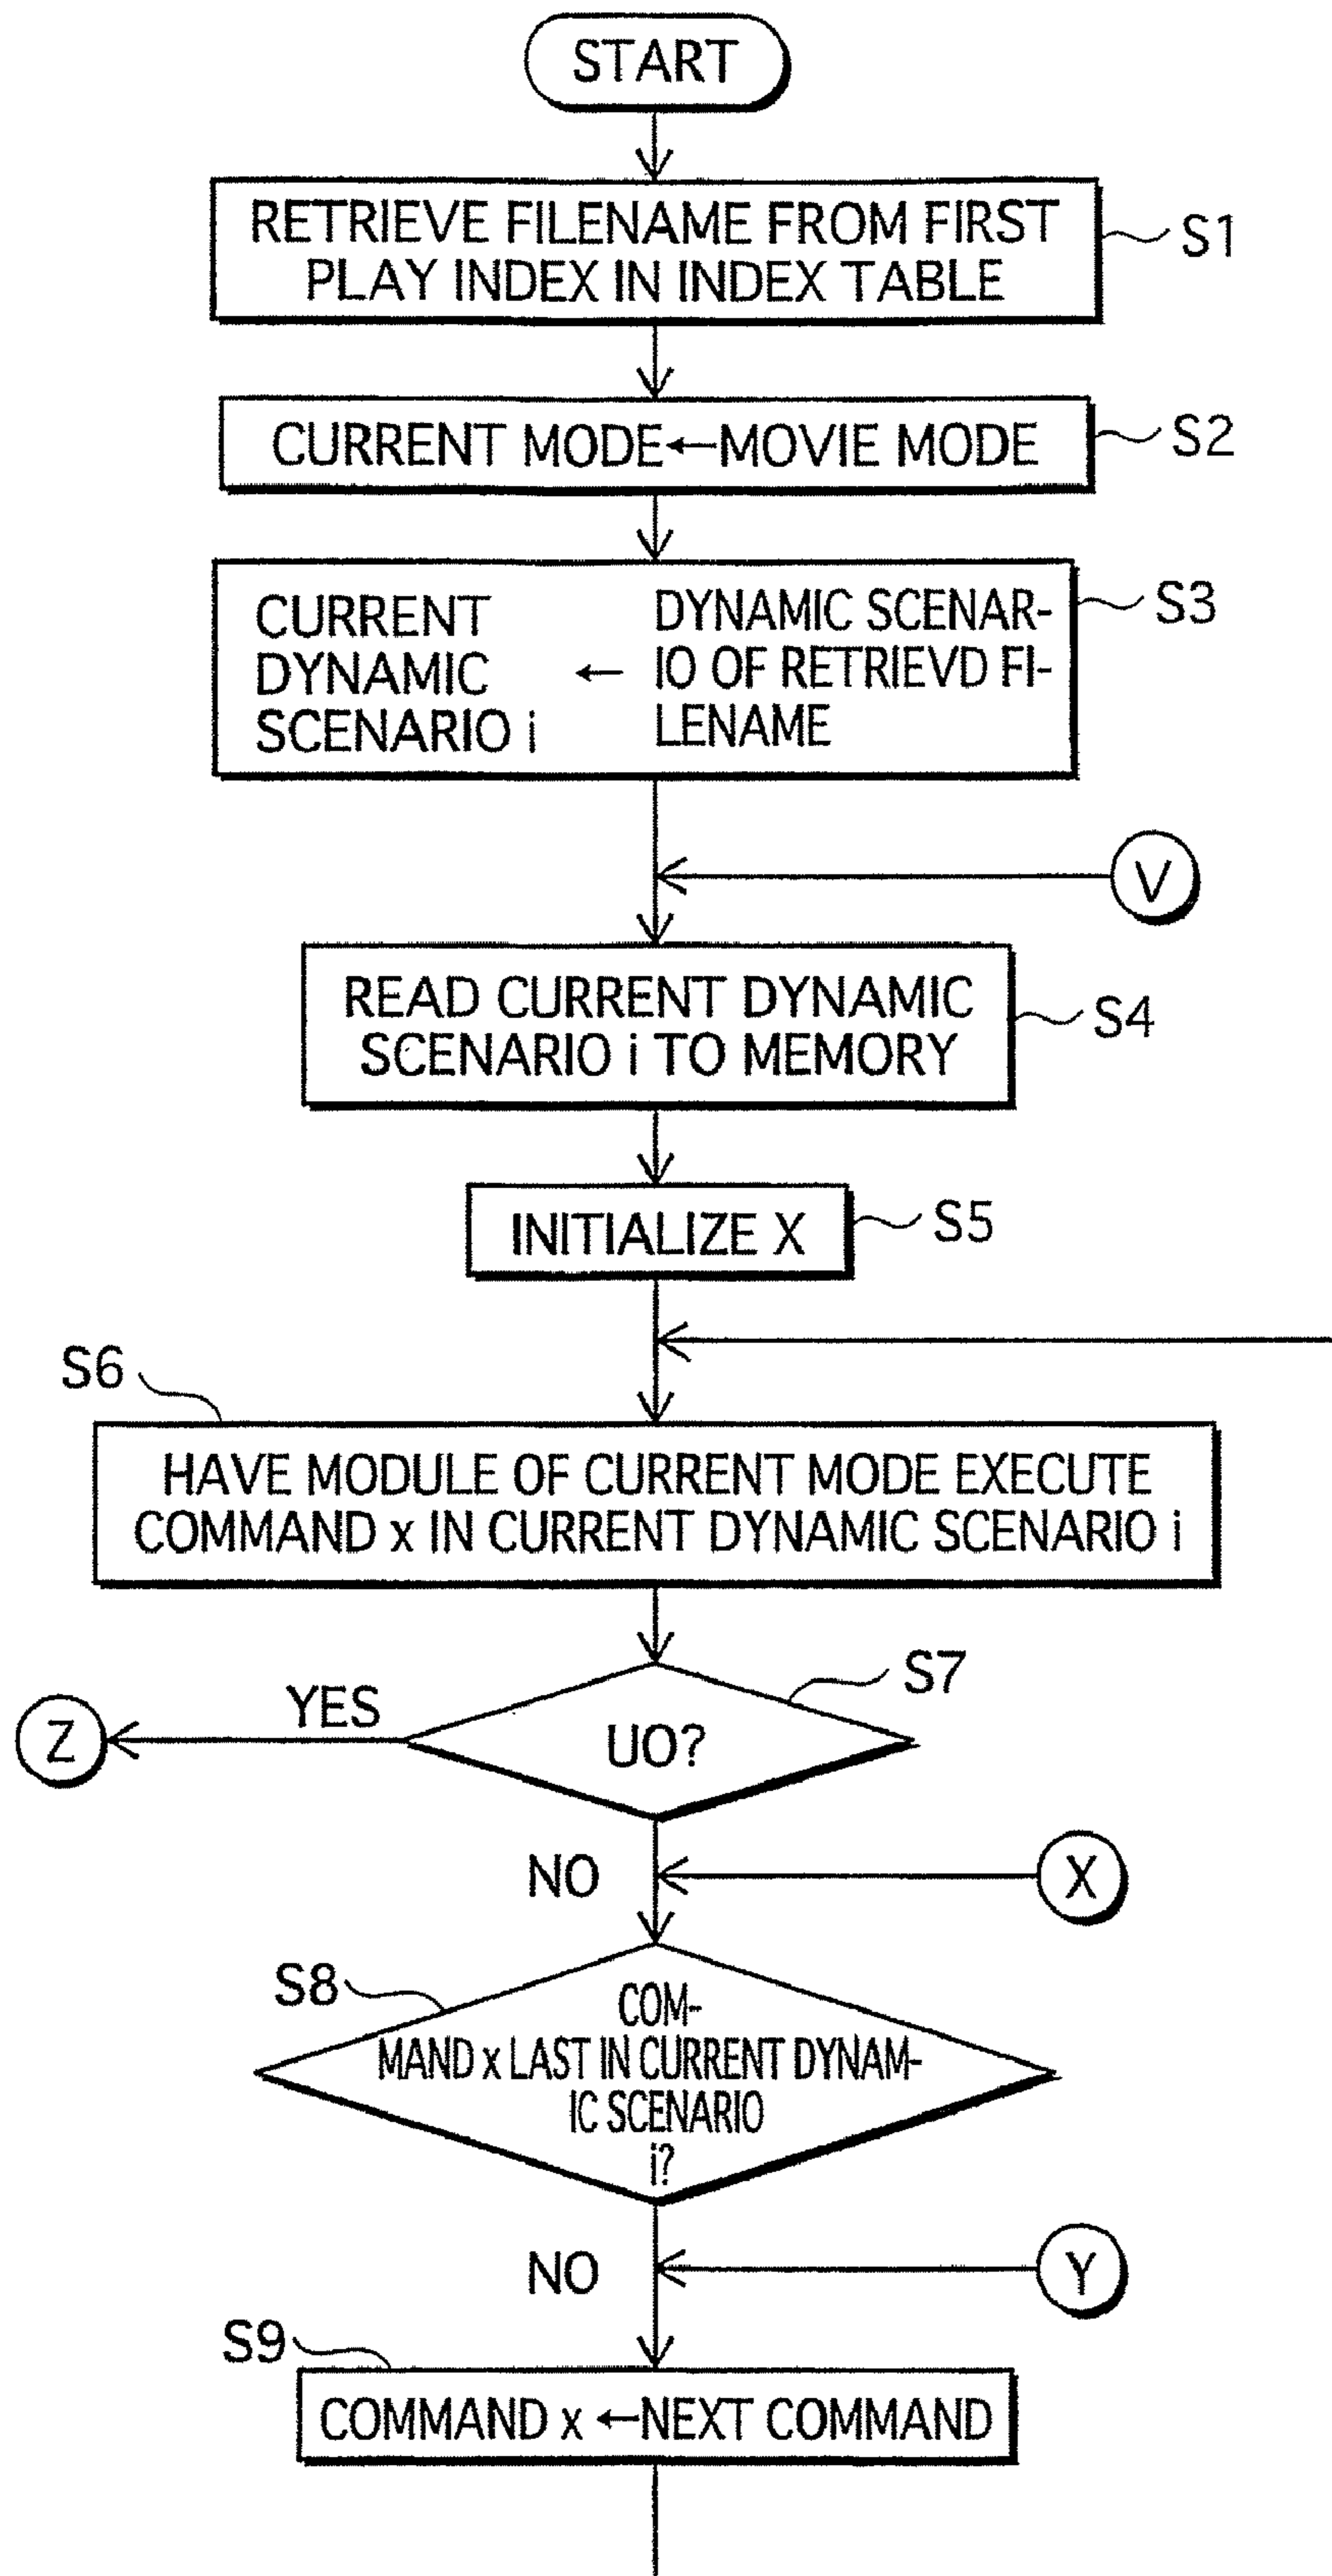 START
RETRIEVE FILENAME FROM FIRST
PLAY INDEX IN INDEX TABLE
S1
CURRENT MODE←MOVIE MODE
S2
CURRENT
DYNAMIC
SCENARIO i
←
DYNAMIC SCENAR-
IO OF RETRIEVD FI-
LENAME
S3
V
READ CURRENT DYNAMIC
SCENARIO i TO MEMORY
S4
INITIALIZE X
S5
S6
HAVE MODULE OF CURRENT MODE EXECUTE
COMMAND x IN CURRENT DYNAMIC SCENARIO i
S7
YES
Z
UO?
NO
X
S8
COM-
MAND x LAST IN CURRENT DYNAM-
IC SCENARIO
i?
NO
Y
S9
COMMAND x ←NEXT COMMAND